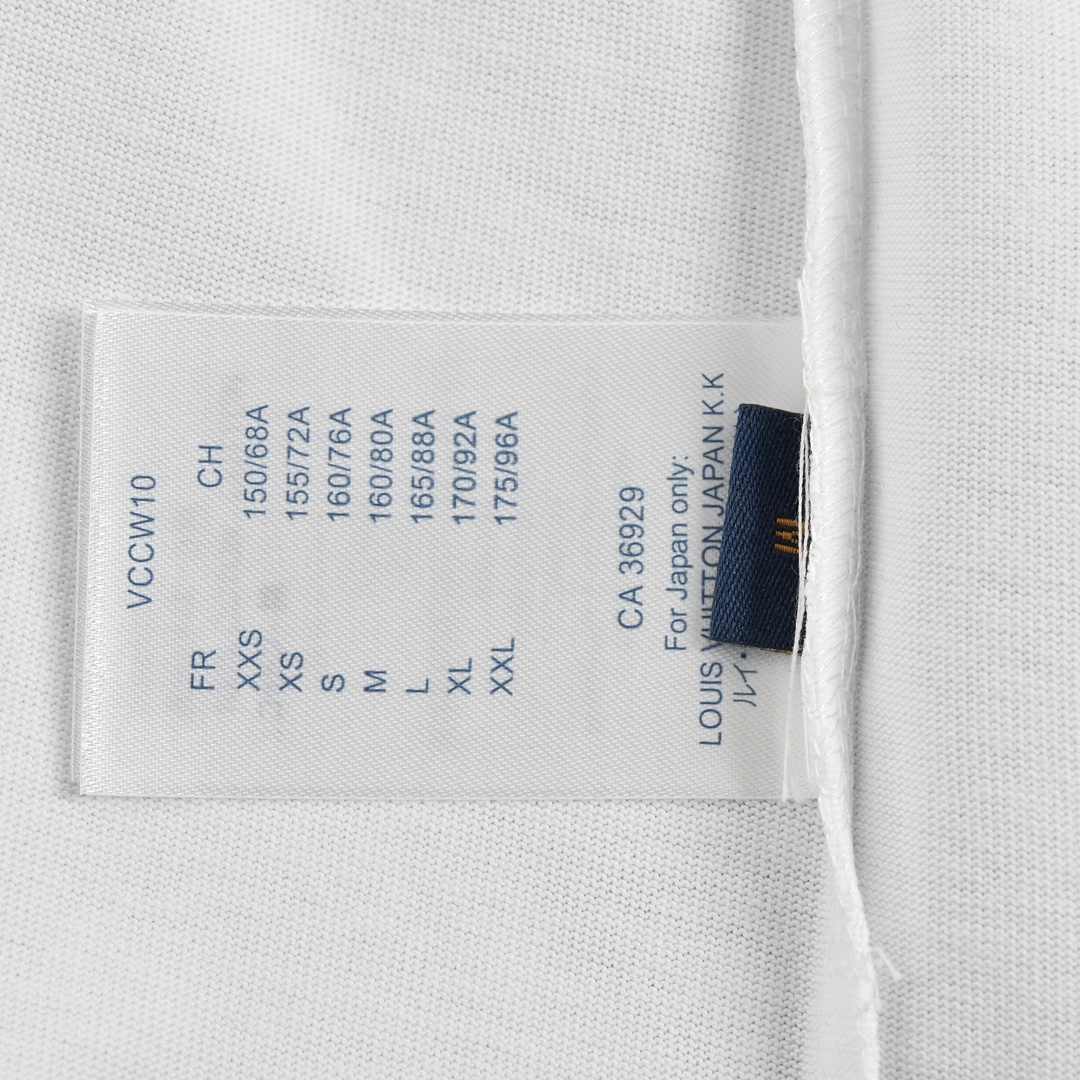 VCCW10
FR CH
XXS 150/68A
XS 155/72A
S 160/76A
M 160/80A
L 165/88A
XL 170/92A
XXL 175/96A
CA 36929
For Japan only:
LOUIS VUITTON JAPAN K.K
ルイ・